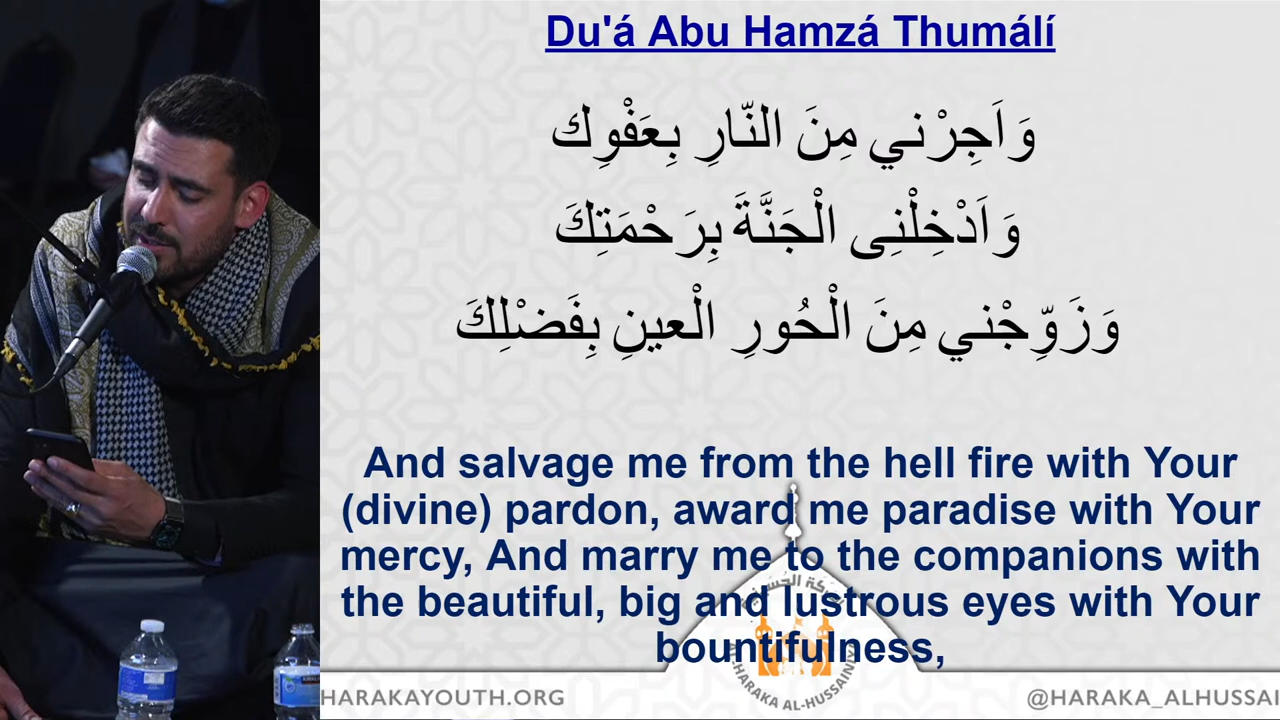 Du'á Abu Hamzá Thumálí
وَ اَجِرْني مِنَ النّارِ بِعَفْوِك
وَ اَدْخِلْنِى الْجَنَّةَ بِرَحْمَتِكَ
وَزَوِّجْني مِنَ الْحُورِ الْعينِ بِفَضْلِكَ
And salvage me from the hell fire with Your
(divine) pardon, award me paradise with Your
mercy, And marry me to the companions with
the beautiful, big and lustrous eyes with Your
bountifulness,
AL-HARAKA AL-HUSSAINIYA
HARAKAYOUTH.ORG
@HARAKA_ALHUSSAI